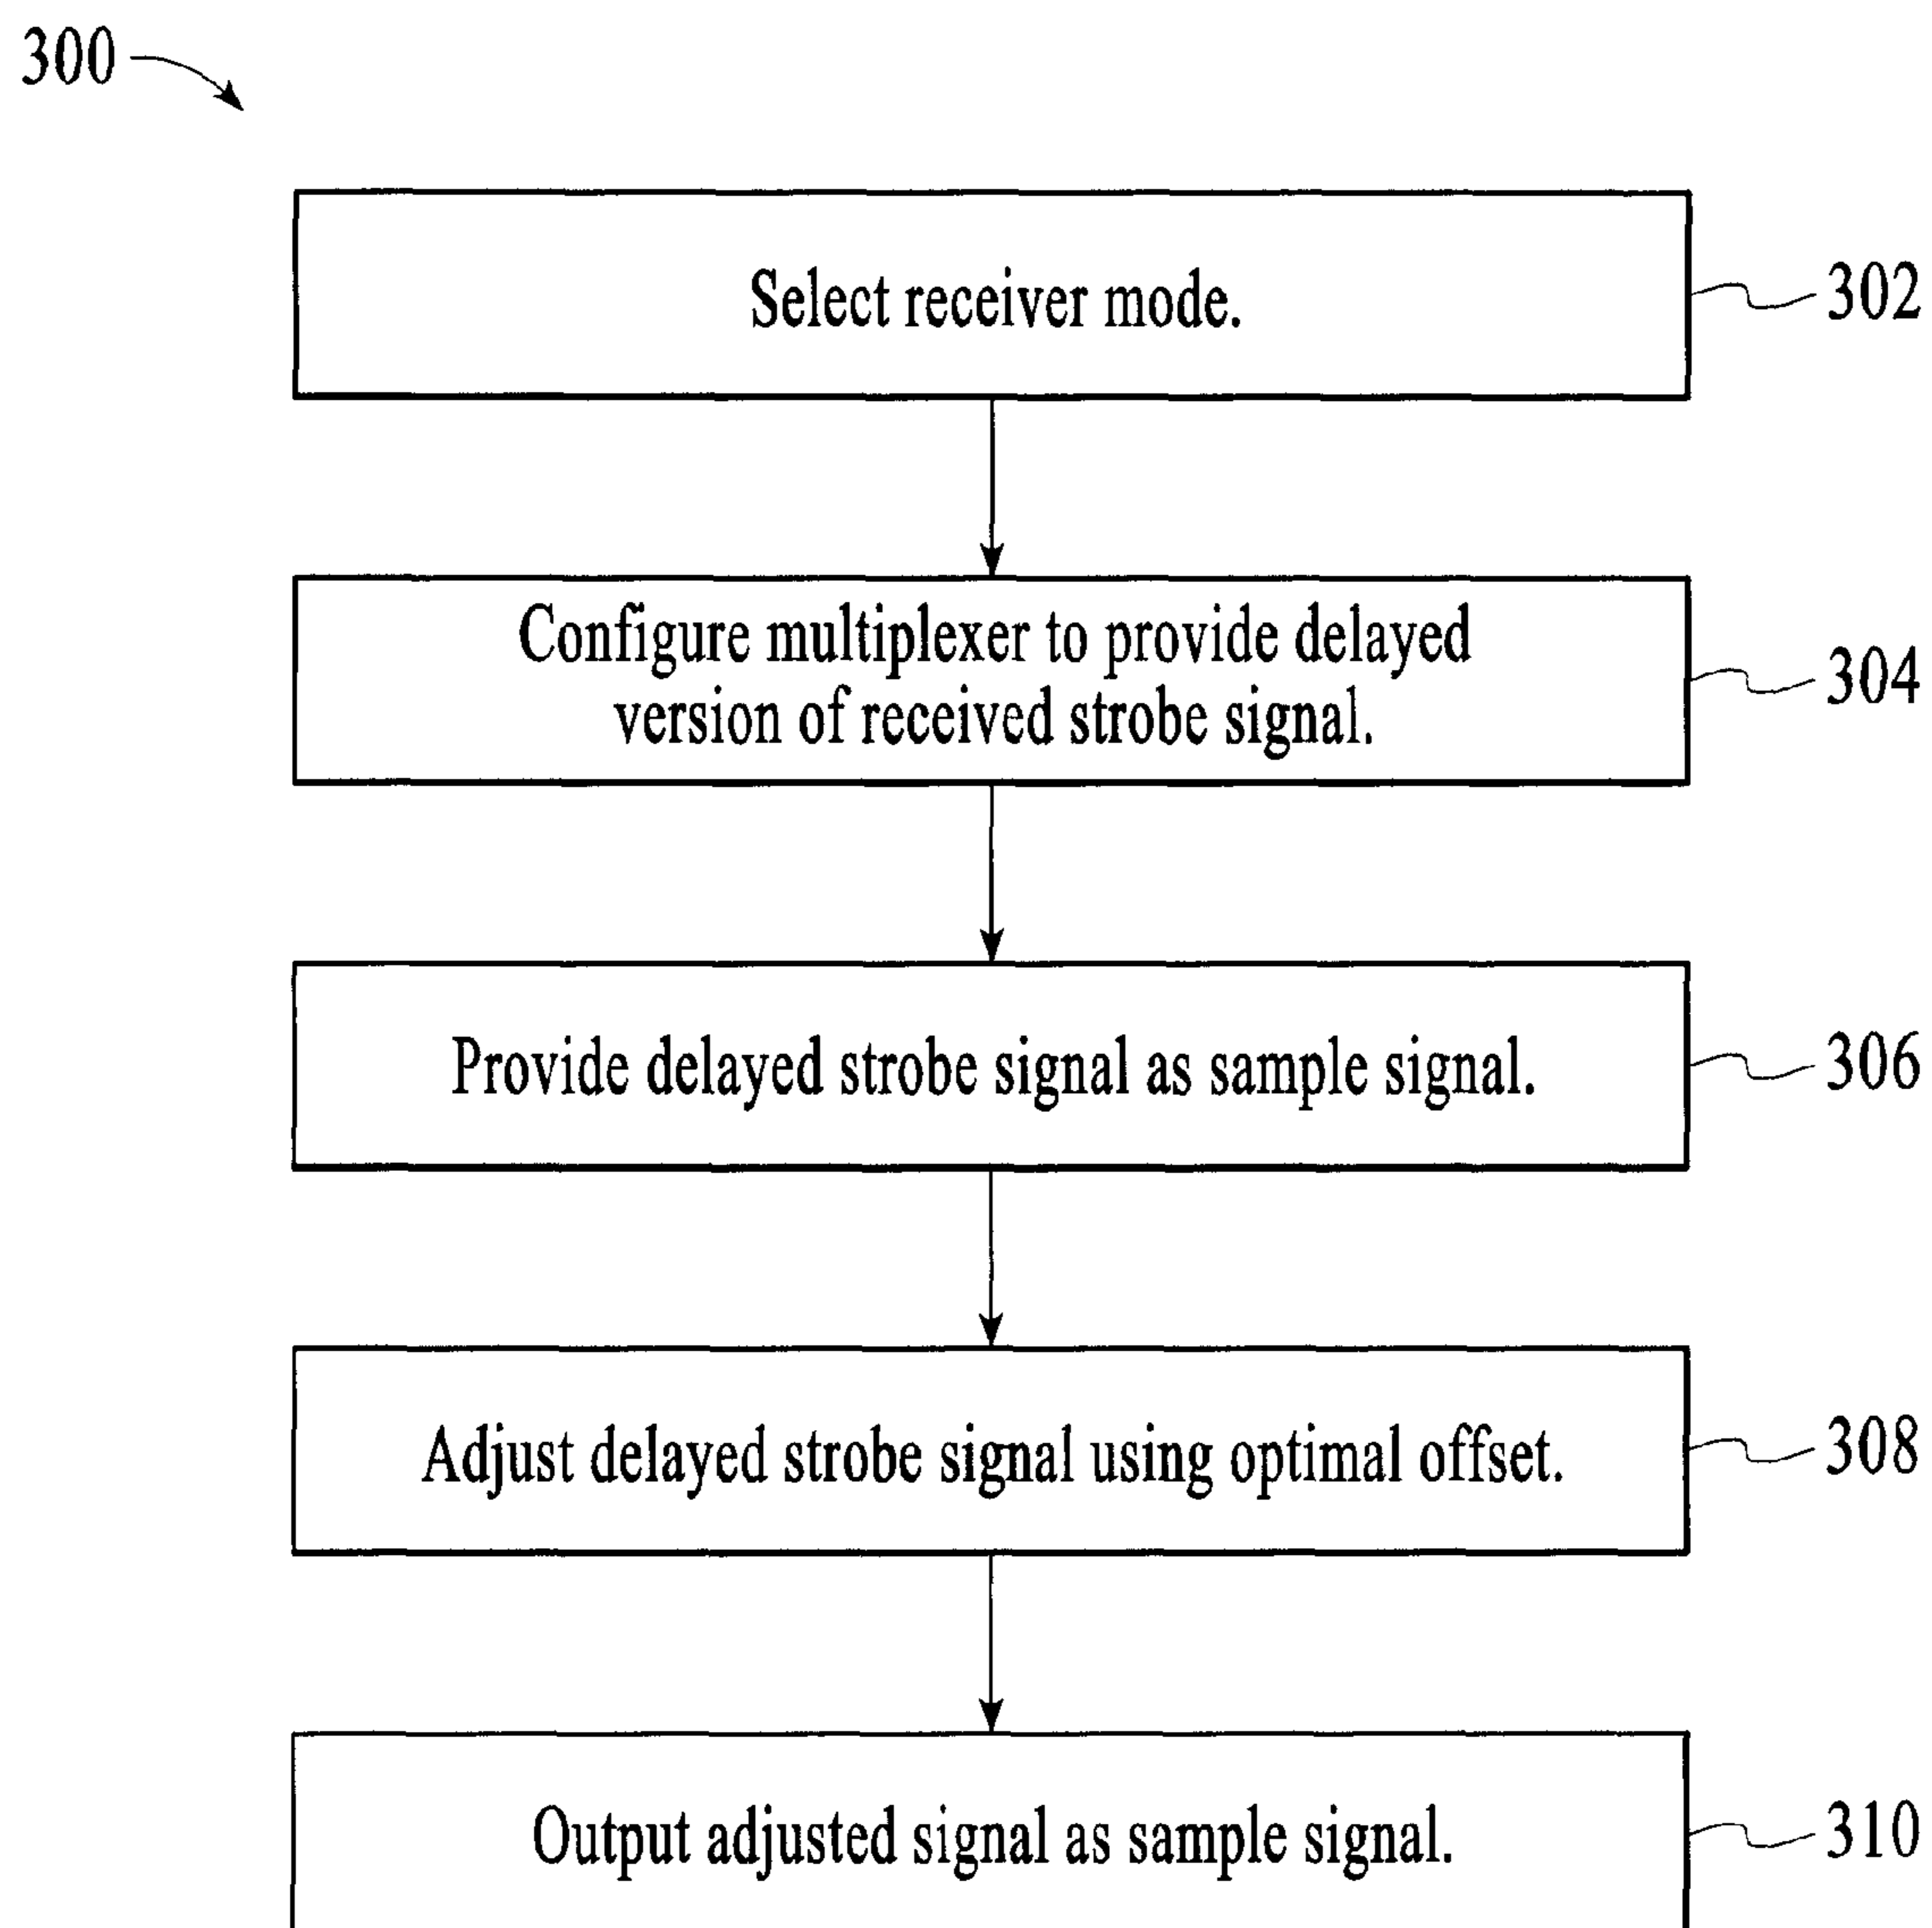 300
Select receiver mode.
302
Configure multiplexer to provide delayed
version of received strobe signal.
304
Provide delayed strobe signal as sample signal.
306
Adjust delayed strobe signal using optimal offset.
308
Output adjusted signal as sample signal.
310